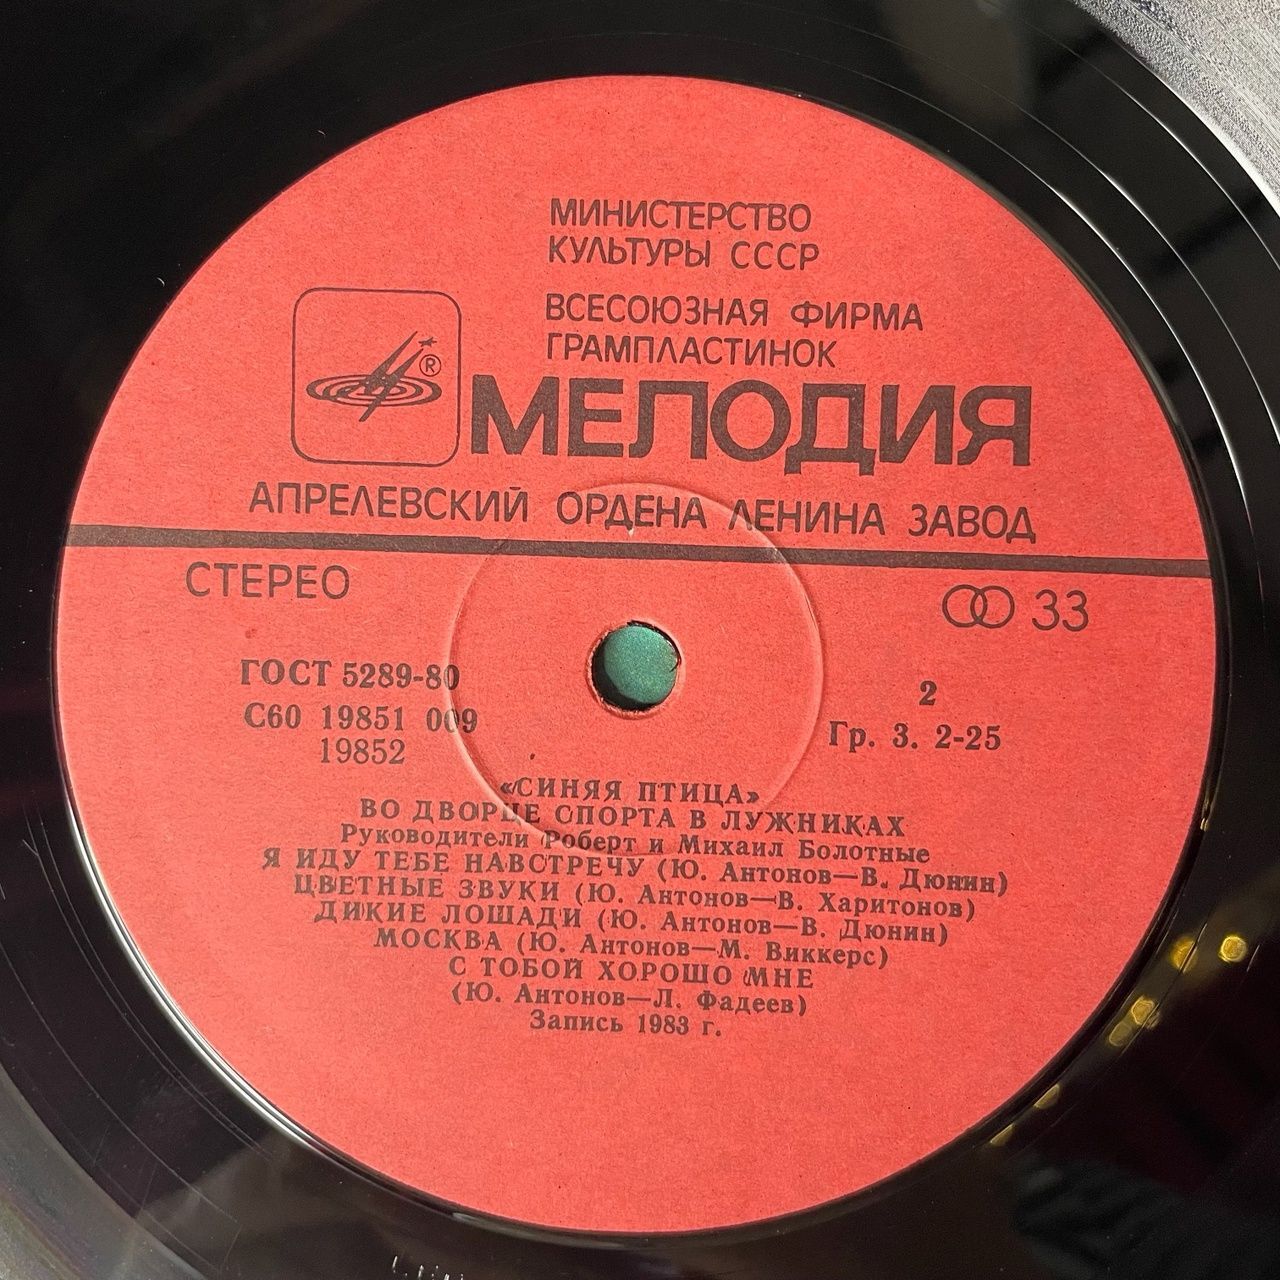 МИНИСТЕРСТВО
КУЛЬТУРЫ СССР
ВСЕСОЮЗНАЯ ФИРМА
ГРАМПЛАСТИНОК
®
МЕЛОДИЯ
АПРЕЛЕВСКИЙ ОРДЕНА ЛЕНИНА ЗАВОД
СТЕРЕО
33
ГОСТ 5289-80
2
С60 19851 009
Гр. 3. 2-25
19852
«СИНЯЯ ПТИЦА»
ВО ДВОРЦЕ СПОРТА В ЛУЖНИКАХ
Руководители Роберт и Михаил Болотные
Я ИДУ ТЕБЕ НАВСТРЕЧУ (Ю. Антонов—В. Дюнин)
ЦВЕТНЫЕ ЗВУКИ (Ю. Антонов—В. Харитонов)
ДИКИЕ ЛОШАДИ (Ю. Антонов—В. Дюнин)
МОСКВА (Ю. Антонов—М. Виккерс)
С ТОБОЙ ХОРОШО МНЕ
(Ю. Антонов—Л. Фадеев)
Запись 1983 г.